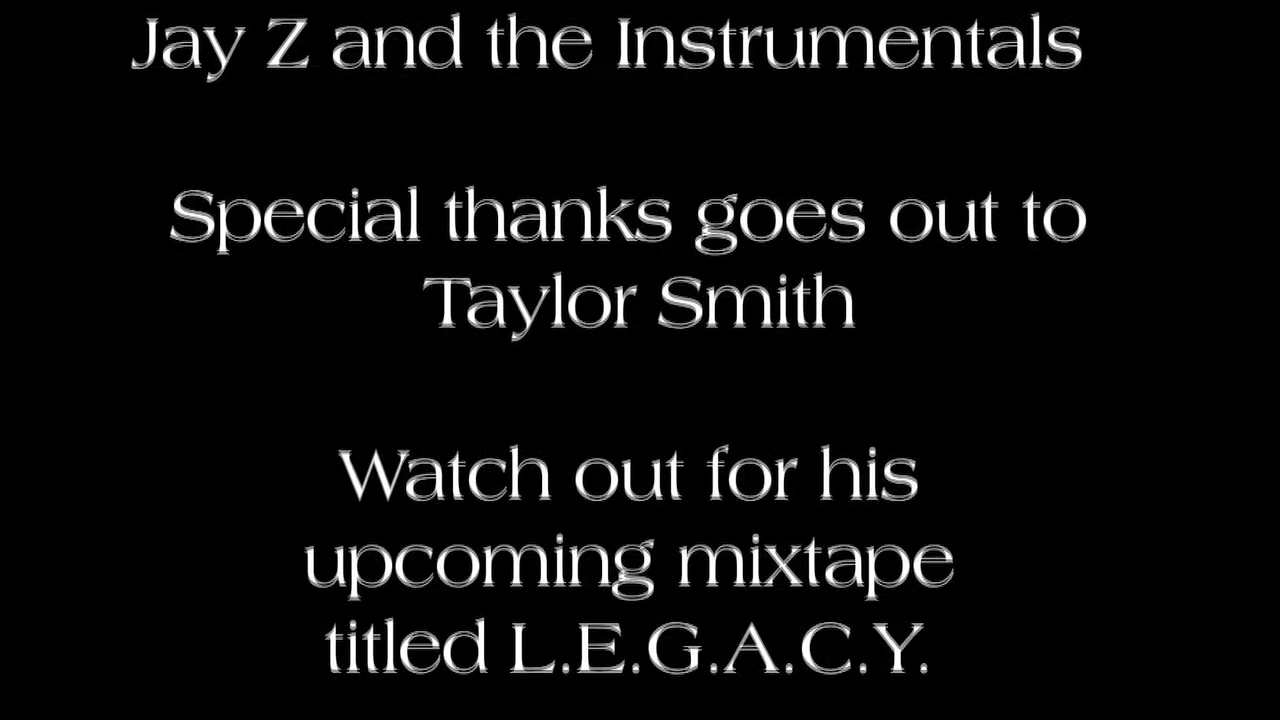 Jay Z and the Instrumentals
Special thanks goes out to
Taylor Smith
Watch out for his
upcoming mixtape
titled L.E.G.A.C.Y.